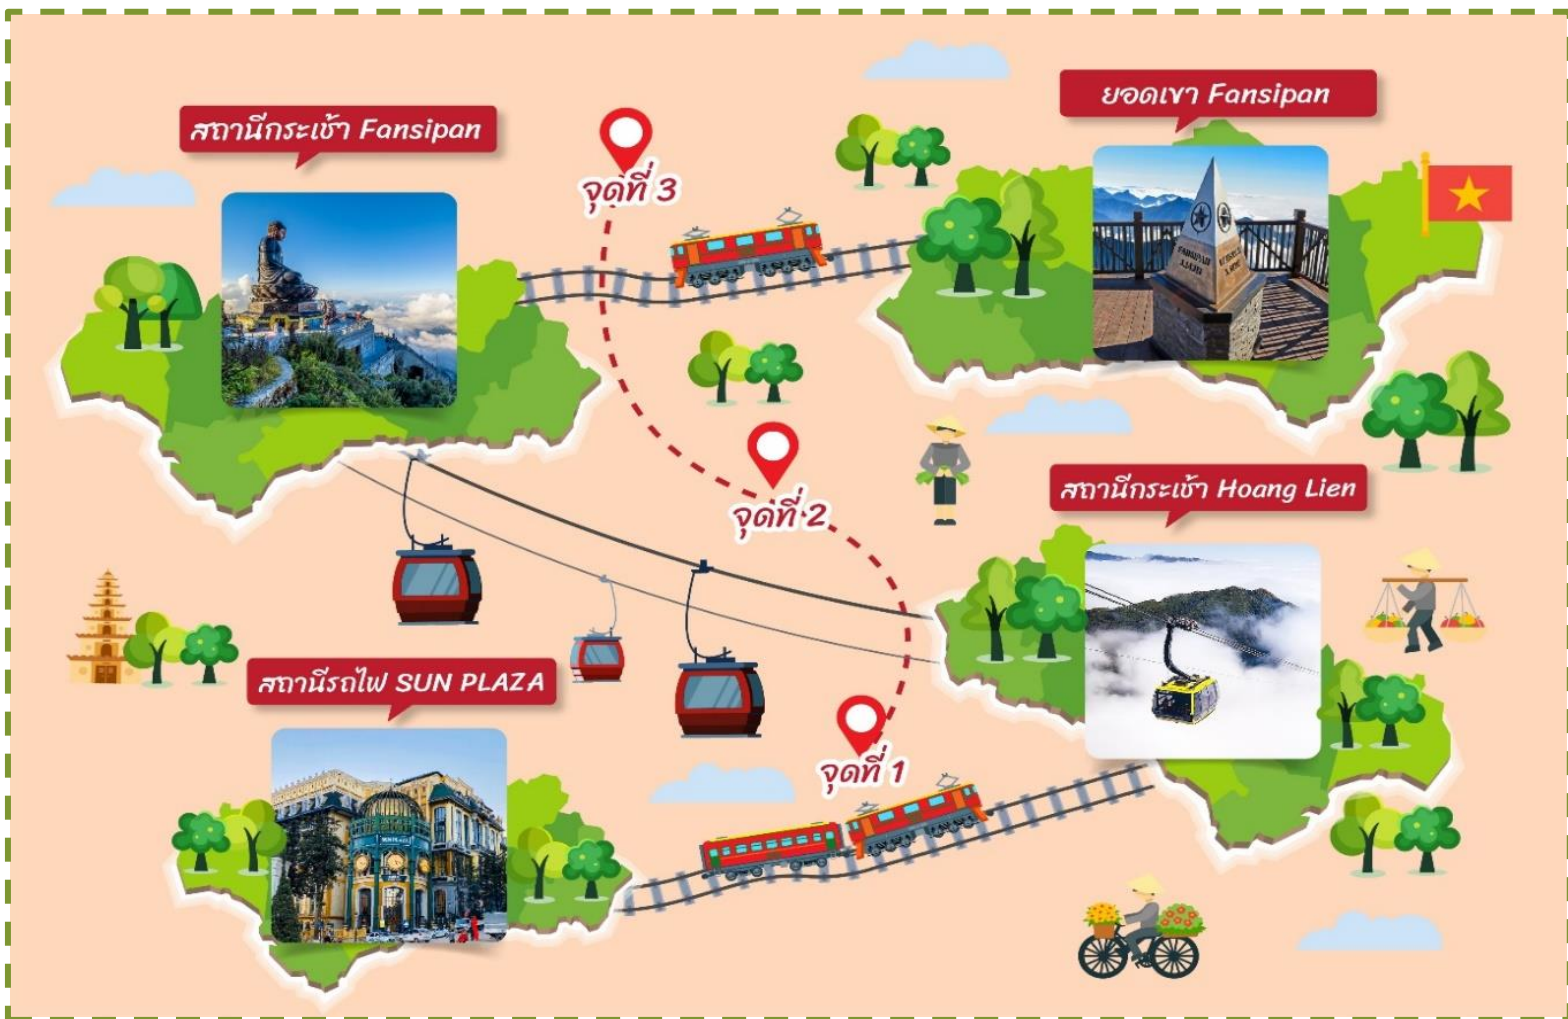 สถานีกระเช้า Fansipan
ยอดเขา Fansipan
จุดที่ 3
จุดที่ 2
สถานีกระเช้า Hoang Lien
สถานีรถไฟ SUN PLAZA
จุดที่ 1
SUN PLAZA